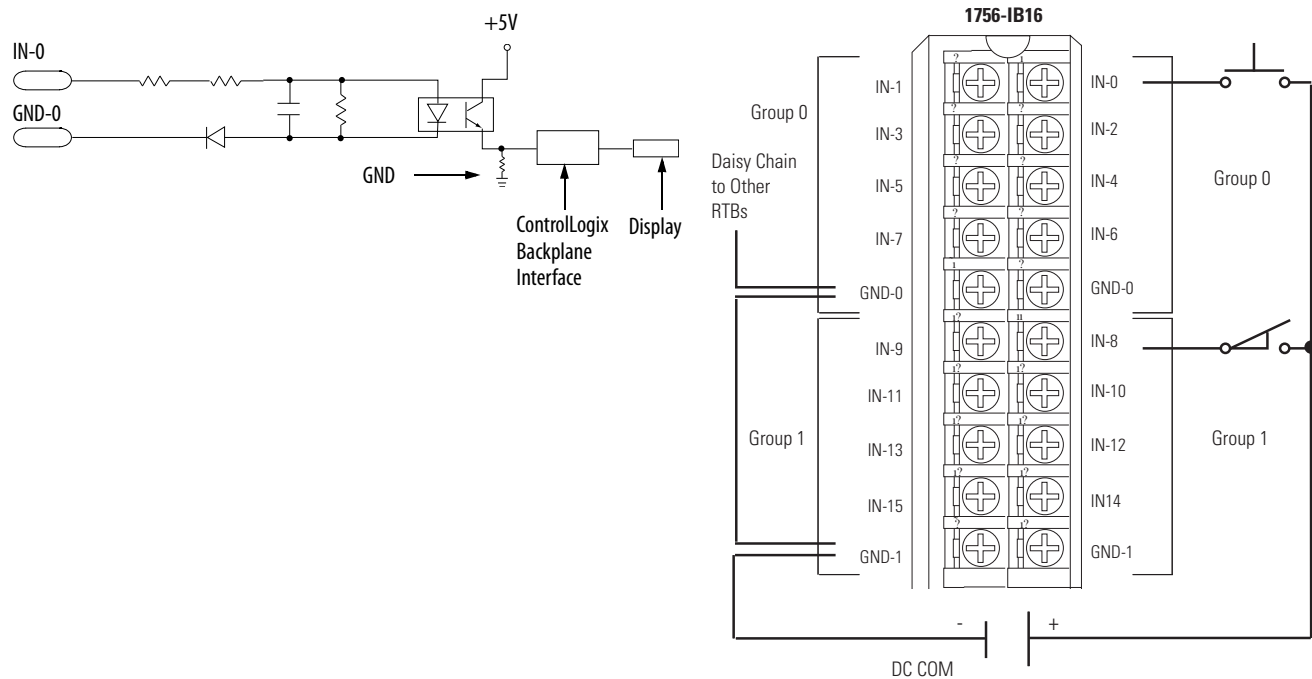 +5V
IN-0
GND-0
GND
ControlLogix
Backplane
Interface
Display
1756-IB16
Group 0
Daisy Chain
to Other
RTBs
Group 1
IN-1
IN-3
IN-5
IN-7
GND-0
IN-9
IN-11
IN-13
IN-15
GND-1
IN-0
IN-2
IN-4
IN-6
GND-0
IN-8
IN-10
IN-12
IN14
GND-1
Group 0
Group 1
- +
DC COM